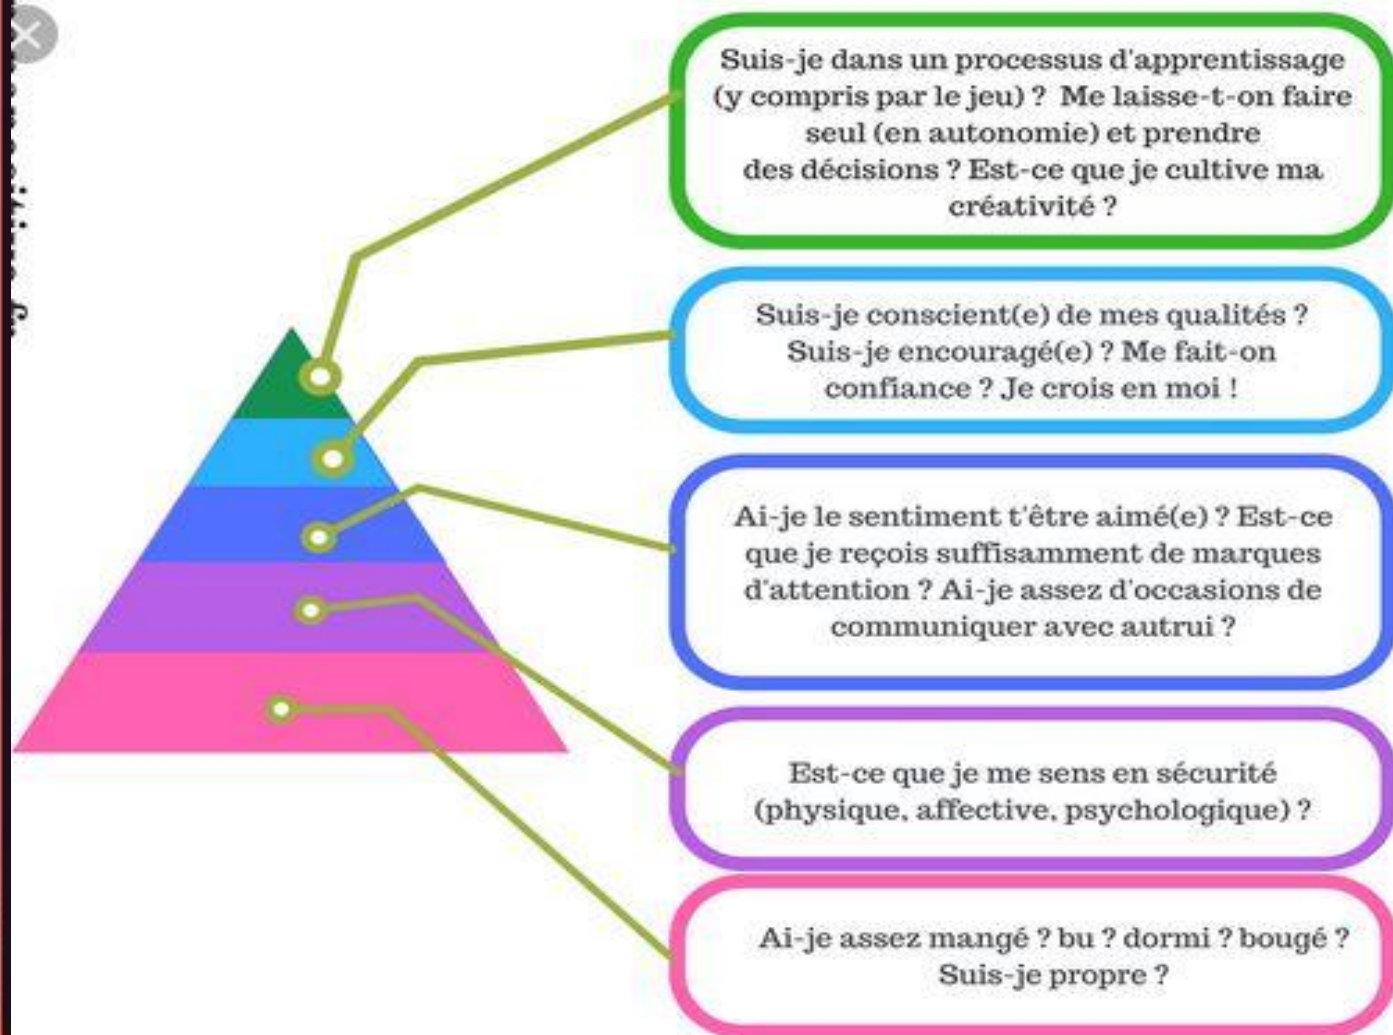 Suis-je dans un processus d'apprentissage
(y compris par le jeu) ? Me laisse-t-on faire
seul (en autonomie) et prendre
des décisions ? Est-ce que je cultive ma
créativité ?
Suis-je conscient(e) de mes qualités ?
Suis-je encouragé(e) ? Me fait-on
confiance ? Je crois en moi !
Ai-je le sentiment t'être aimé(e) ? Est-ce
que je reçois suffisamment de marques
d'attention ? Ai-je assez d'occasions de
communiquer avec autrui ?
Est-ce que je me sens en sécurité
(physique, affective, psychologique) ?
Ai-je assez mangé ? bu ? dormi ? bougé ?
Suis-je propre ?